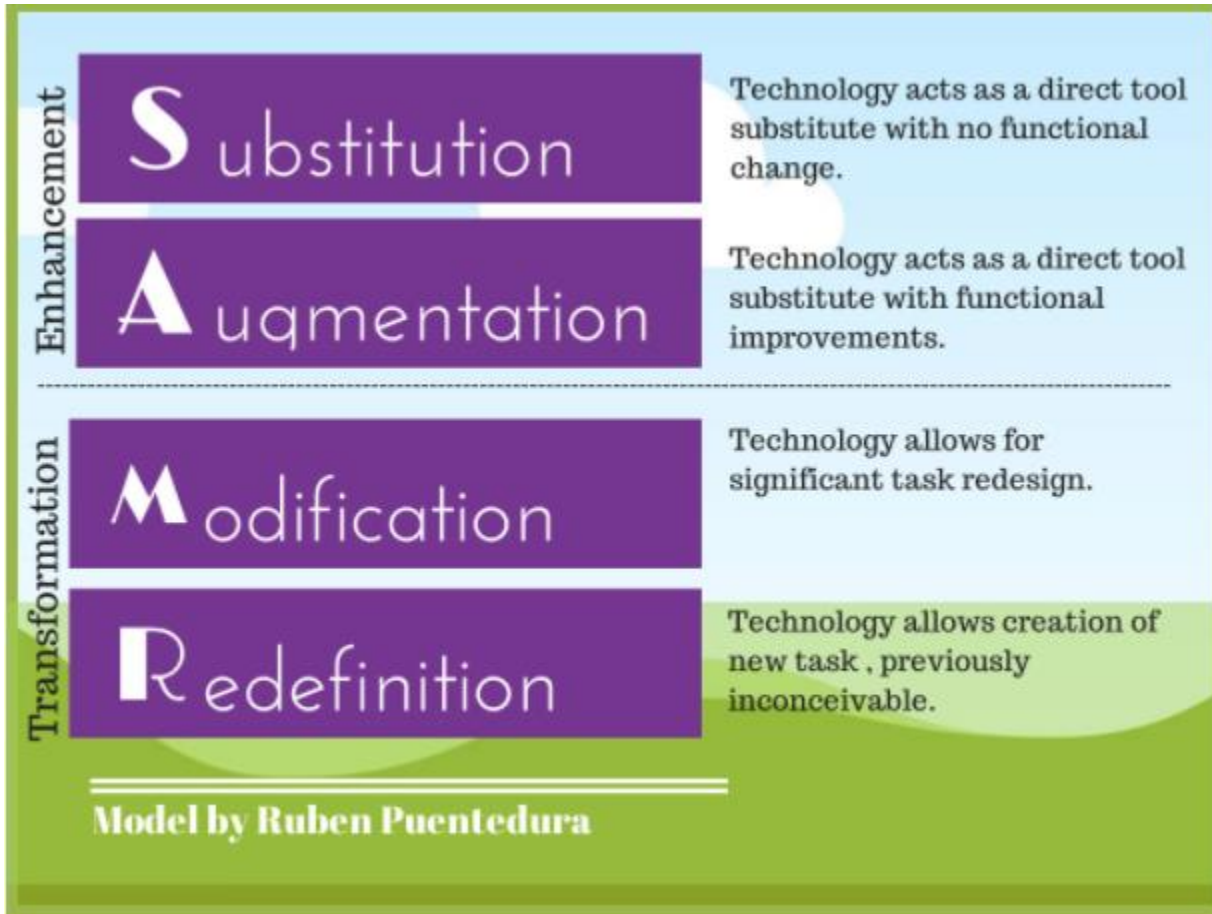 Enhancement
Substitution
Technology acts as a direct tool
substitute with no functional
change.
Augmentation
Technology acts as a direct tool
substitute with functional
improvements.
Transformation
Modification
Technology allows for
significant task redesign.
Redefinition
Technology allows creation of
new task , previously
inconceivable.
Model by Ruben Puentedura